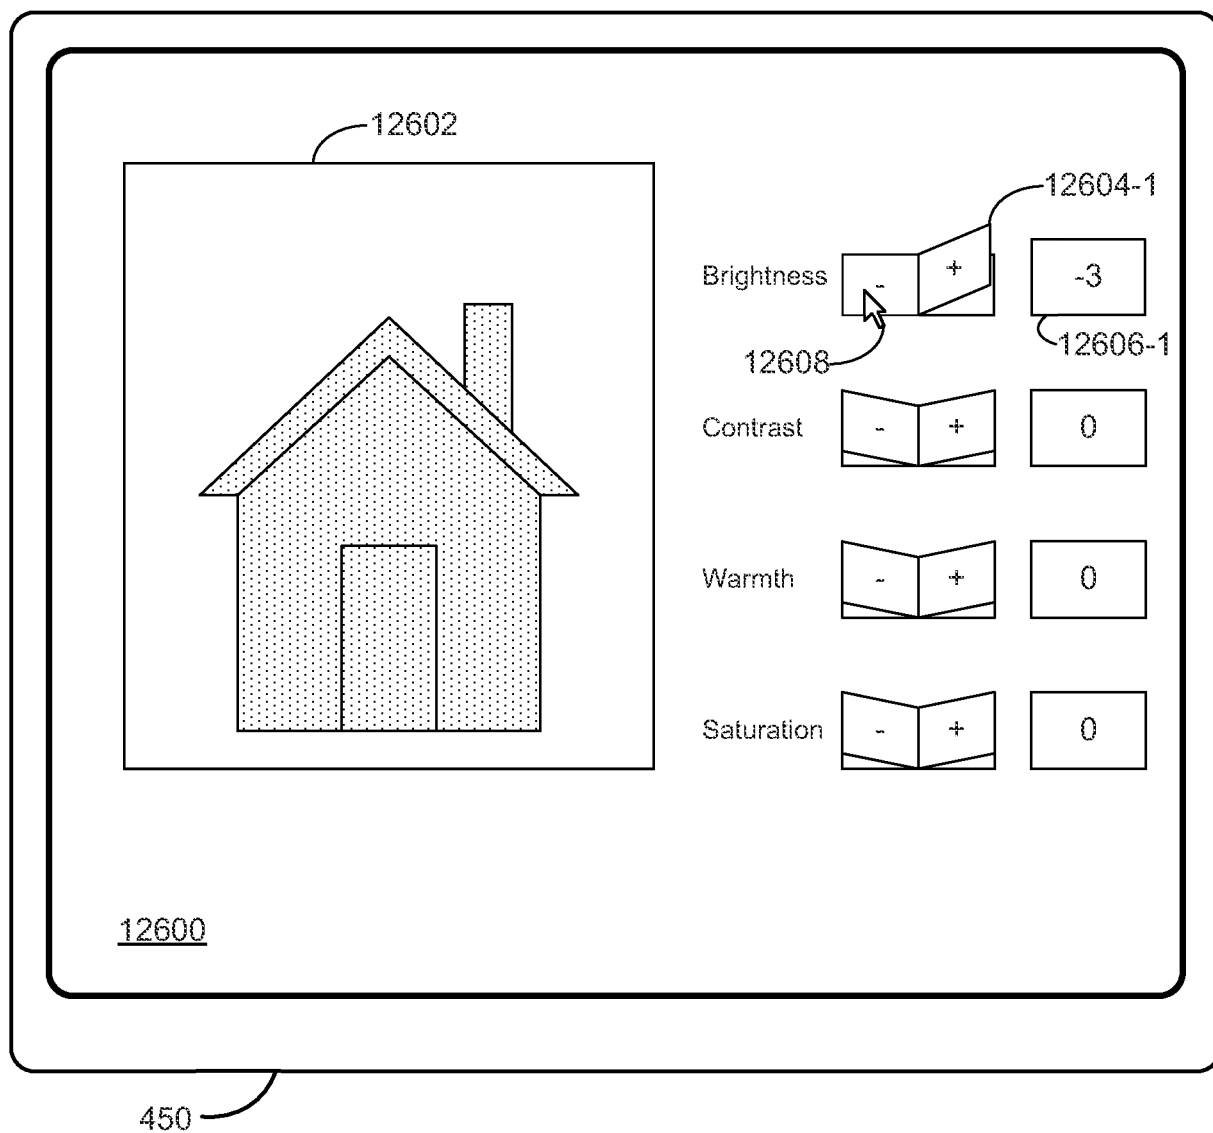 12602
12604-1
Brightness - + -3
12608 12606-1
Contrast - + 0
Warmth - + 0
Saturation - + 0
12600
450